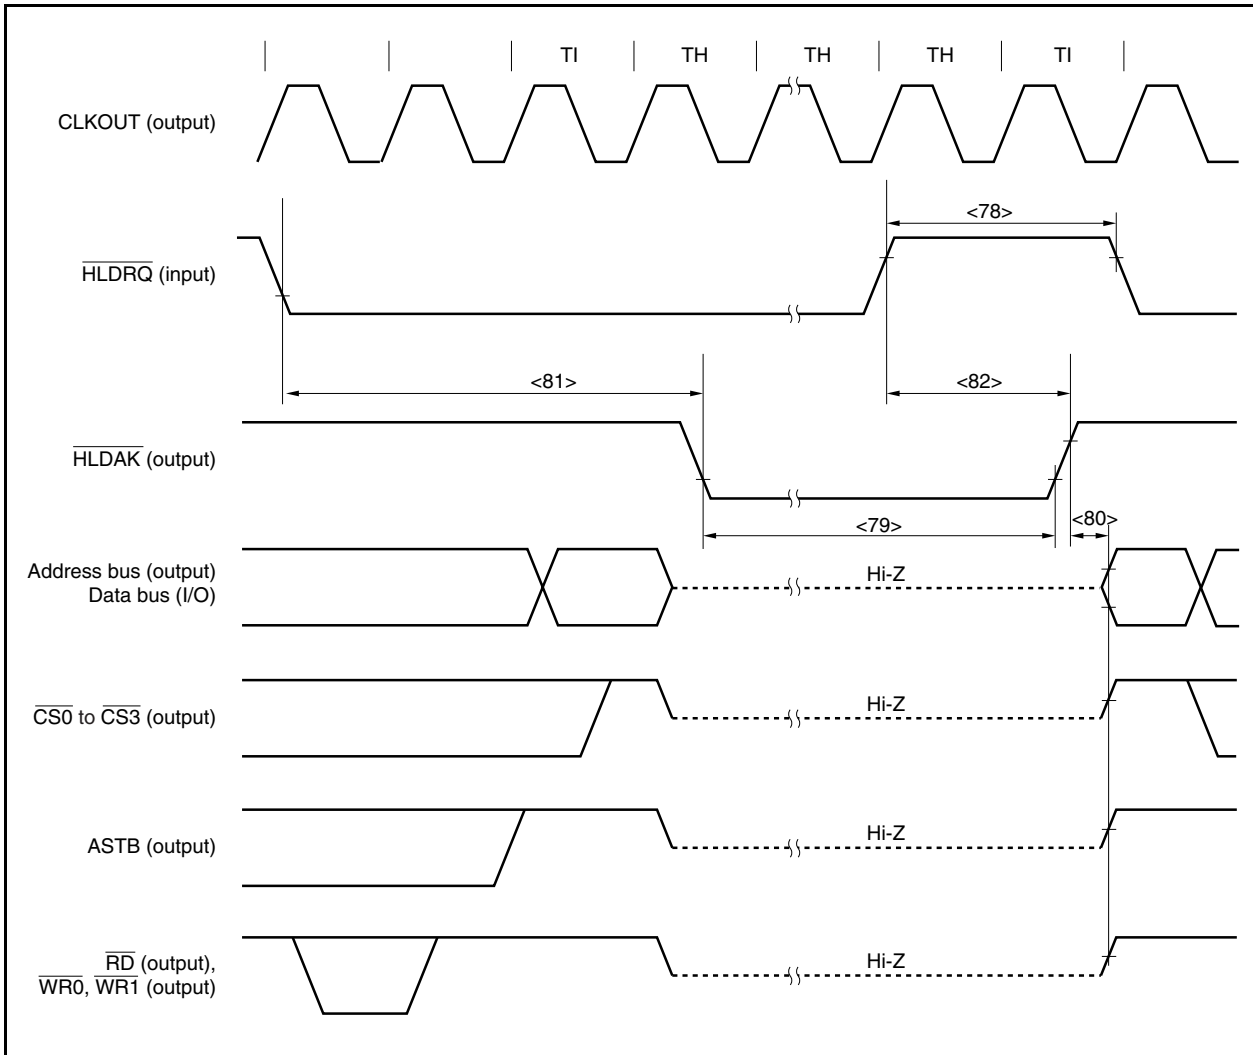 TI TH TH TH TI
CLKOUT (output)
<78>
HLDRQ (input)
<81> <82>
HLDAK (output)
<79> <80>
Address bus (output)
Data bus (I/O)
Hi-Z
CS0 to CS3 (output)
Hi-Z
ASTB (output)
Hi-Z
RD (output),
WR0, WR1 (output)
Hi-Z